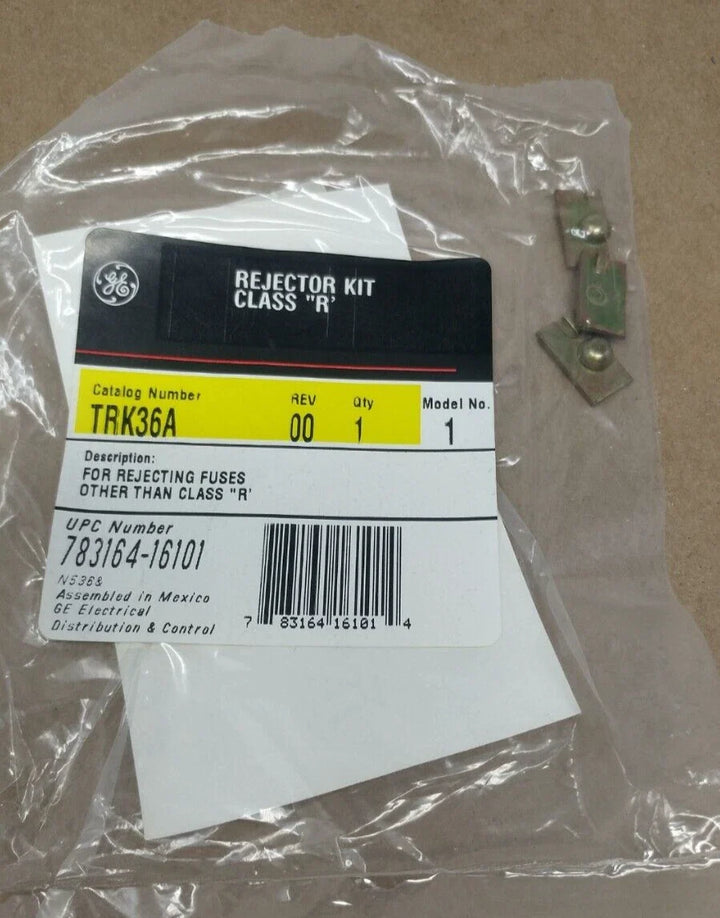 GE
REJECTOR KIT
CLASS "R'
Catalog Number REV Qty Model No.
TRK36A 00 1 1
Description:
FOR REJECTING FUSES
OTHER THAN CLASS "R'
UPC Number
783164-16101
NS368
Assembled in Mexico
GE Electrical
Distribution & Control
7 83164 16101 4